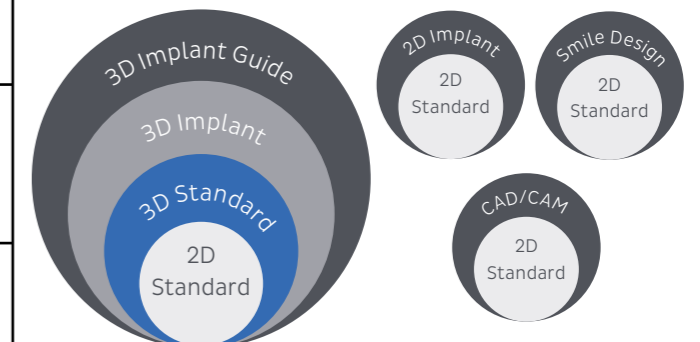 3D Implant Guide
3D Implant
3D Standard
2D
Standard
2D Implant
2D
Standard
Smile Design
2D
Standard
CAD/CAM
2D
Standard